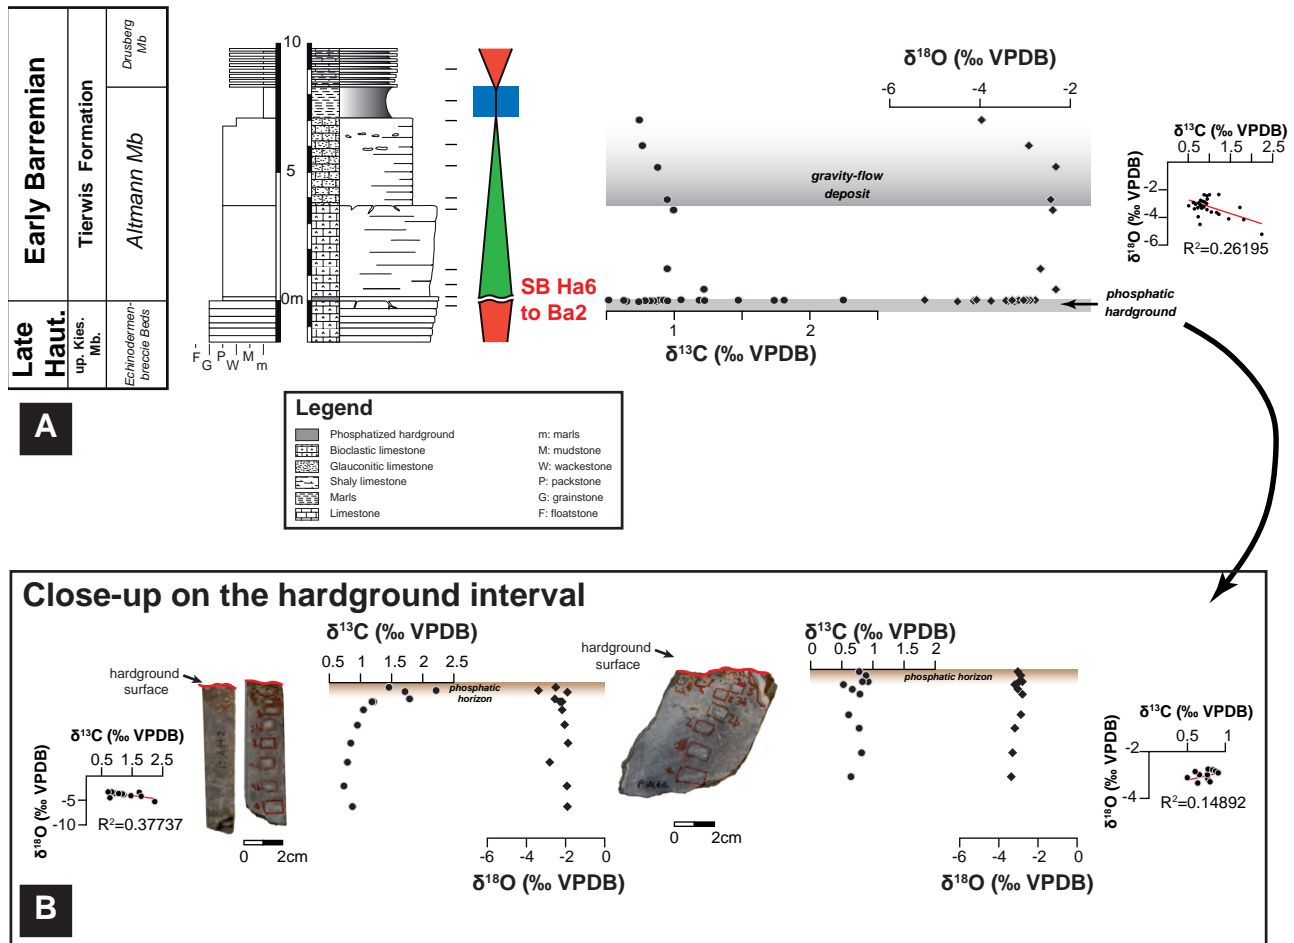 Early Barremian
Tierwis Formation
Drusberg
Mb
Altmann Mb
Late
Haut.
up. Kies.
Mb.
Echinodermen-
breccie Beds
10
5
0m
F
G
P
W
M
m
SB Ha6
to Ba2
δ18O (‰ VPDB)
-6
-4
-2
gravity-flow
deposit
1
2
δ13C (‰ VPDB)
phosphatic
hardground
δ13C (‰ VPDB)
0.5
1.5
2.5
δ18O (‰ VPDB)
-2
-4
-6
R2=0.26195
A
Legend
Phosphatized hardground
Bioclastic limestone
Glauconitic limestone
Shaly limestone
Marls
Limestone
m: marls
M: mudstone
W: wackestone
P: packstone
G: grainstone
F: floatstone
Close-up on the hardground interval
hardground
surface
δ13C (‰ VPDB)
0.5
1.5
2.5
δ18O (‰ VPDB)
-5
-10
R2=0.37737
0
2cm
δ13C (‰ VPDB)
0.5
1
1.5
2
2.5
phosphatic
horizon
-6
-4
-2
0
δ18O (‰ VPDB)
hardground
surface
0
2cm
δ13C (‰ VPDB)
0
0.5
1
1.5
2
phosphatic horizon
-6
-4
-2
0
δ18O (‰ VPDB)
δ13C (‰ VPDB)
0.5
1
δ18O (‰ VPDB)
-2
-4
R2=0.14892
B